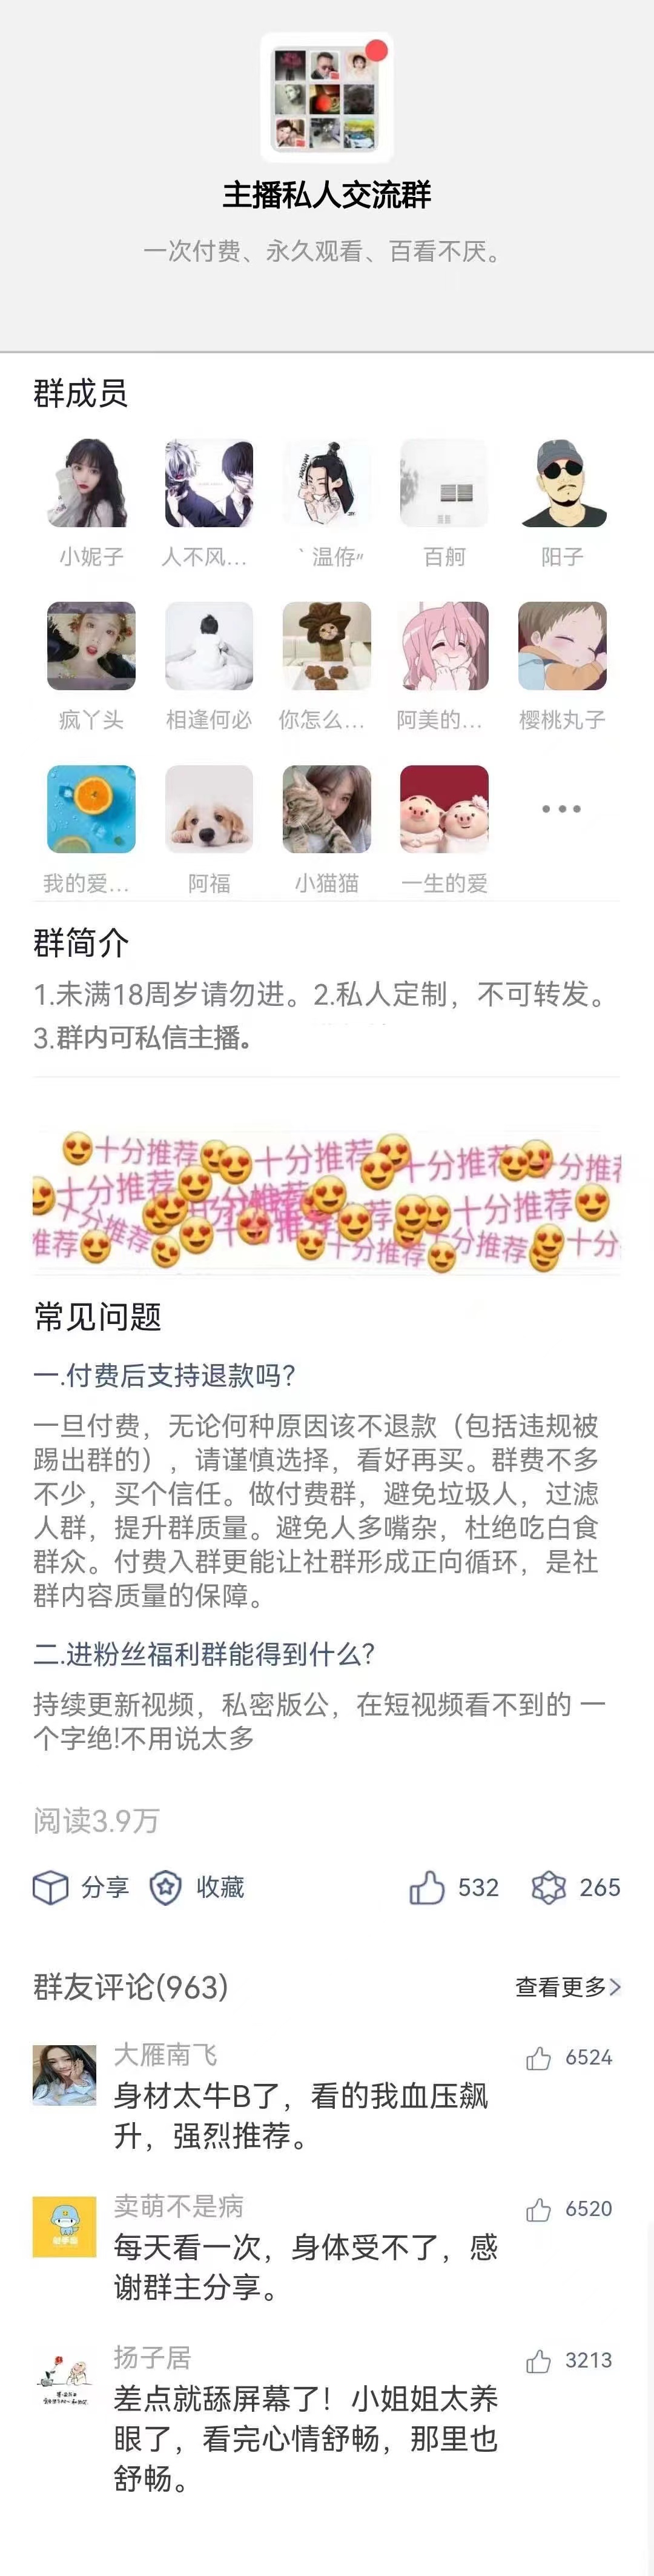 主播私人交流群
一次付费、永久观看、百看不厌。
群成员
小妮子
人不风…
｀温侟〃
百舸
阳子
疯丫头
相逢何必
你怎么…
阿美的…
樱桃丸子
我的爱…
阿福
小猫猫
一生的爱
群简介
1.未满18周岁请勿进。2.私人定制，不可转发。
3.群内可私信主播。
十分推荐 十分推荐 十分推荐 十分推荐
十分推荐 十分推荐 十分推荐
推荐 十分推荐 十分推荐 十分推荐 十分
常见问题
一.付费后支持退款吗？
一旦付费，无论何种原因该不退款（包括违规被
踢出群的），请谨慎选择，看好再买。群费不多
不少，买个信任。做付费群，避免垃圾人，过滤
人群，提升群质量。避免人多嘴杂，杜绝吃白食
群众。付费入群更能让社群形成正向循环，是社
群内容质量的保障。
二.进粉丝福利群能得到什么？
持续更新视频，私密版公，在短视频看不到的 一
个字绝!不用说太多
阅读3.9万
分享 收藏 532 265
群友评论(963) 查看更多>
大雁南飞 6524
身材太牛B了，看的我血压飙
升，强烈推荐。
卖萌不是病 6520
每天看一次，身体受不了，感
谢群主分享。
扬子居 3213
差点就舔屏幕了！小姐姐太养
眼了，看完心情舒畅，那里也
舒畅。